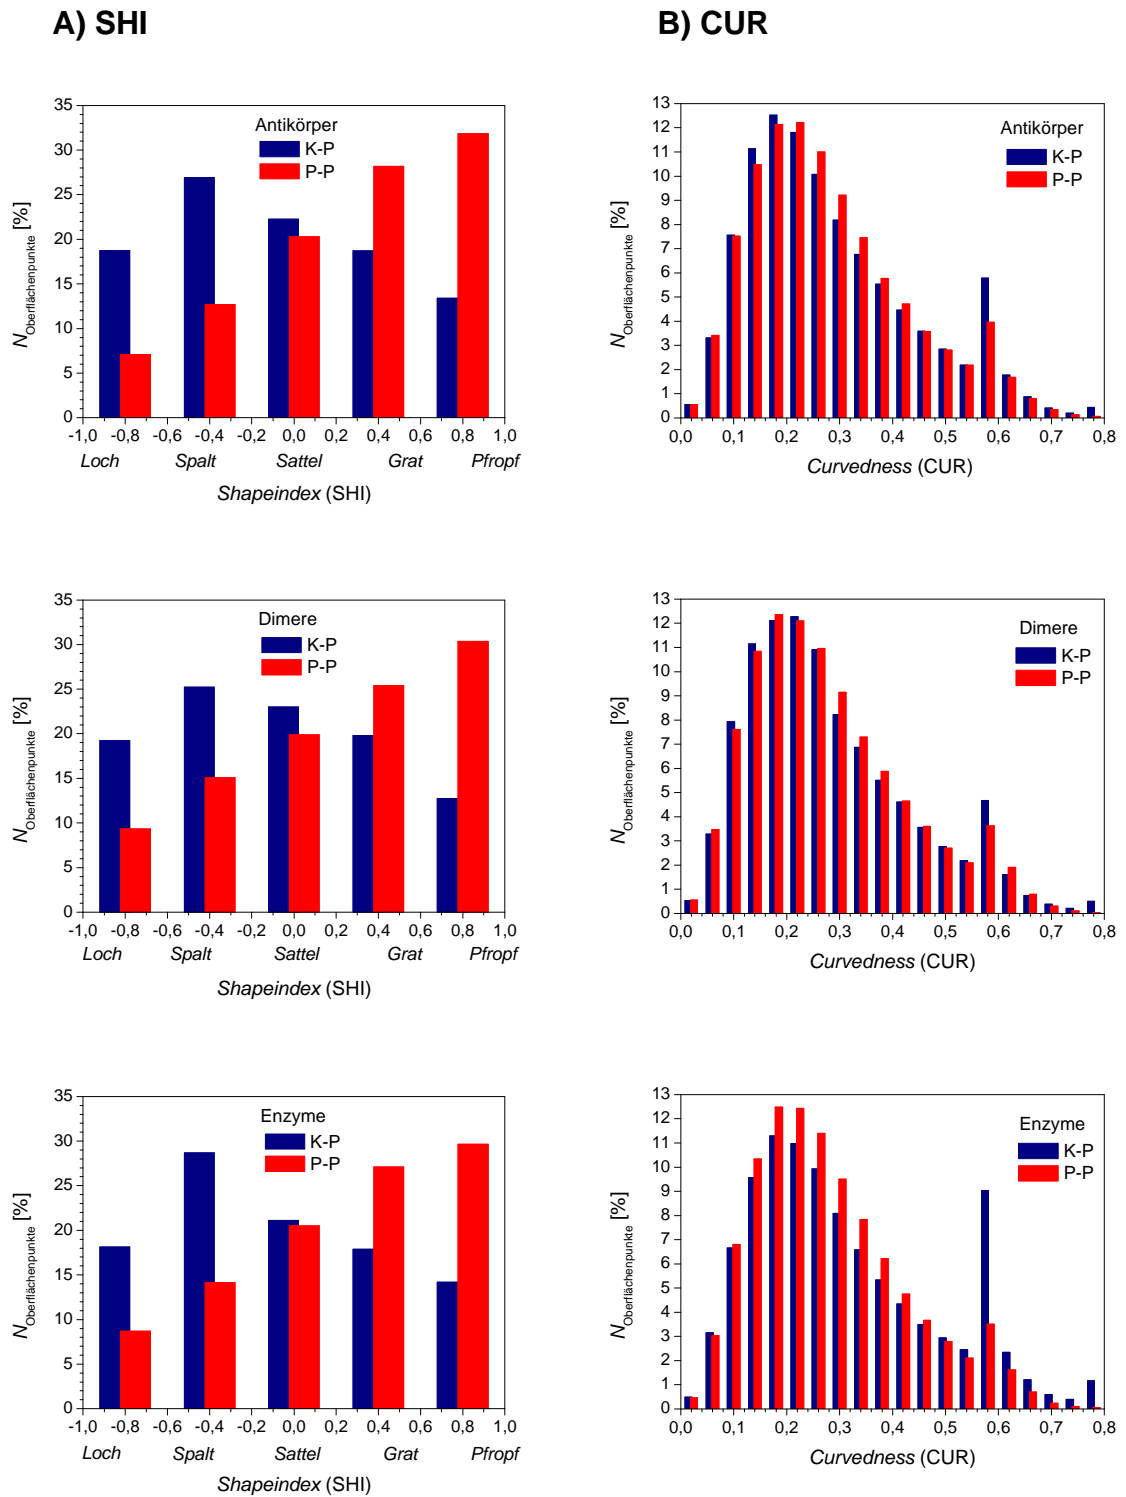 A) SHI
B) CUR
35
30
25
20
15
10
5
0
N Oberflächenpunkte [%]
Antikörper
K-P
P-P
-1,0 -0,8 -0,6 -0,4 -0,2 0,0 0,2 0,4 0,6 0,8 1,0
Loch Spalt Sattel Grat Pfropf
Shapeindex (SHI)
13
12
11
10
9
8
7
6
5
4
3
2
1
0
N Oberflächenpunkte [%]
Antikörper
K-P
P-P
0,0 0,1 0,2 0,3 0,4 0,5 0,6 0,7 0,8
Curvedness (CUR)
35
30
25
20
15
10
5
0
N Oberflächenpunkte [%]
Dimere
K-P
P-P
-1,0 -0,8 -0,6 -0,4 -0,2 0,0 0,2 0,4 0,6 0,8 1,0
Loch Spalt Sattel Grat Pfropf
Shapeindex (SHI)
13
12
11
10
9
8
7
6
5
4
3
2
1
0
N Oberflächenpunkte [%]
Dimere
K-P
P-P
0,0 0,1 0,2 0,3 0,4 0,5 0,6 0,7 0,8
Curvedness (CUR)
35
30
25
20
15
10
5
0
N Oberflächenpunkte [%]
Enzyme
K-P
P-P
-1,0 -0,8 -0,6 -0,4 -0,2 0,0 0,2 0,4 0,6 0,8 1,0
Loch Spalt Sattel Grat Pfropf
Shapeindex (SHI)
13
12
11
10
9
8
7
6
5
4
3
2
1
0
N Oberflächenpunkte [%]
Enzyme
K-P
P-P
0,0 0,1 0,2 0,3 0,4 0,5 0,6 0,7 0,8
Curvedness (CUR)